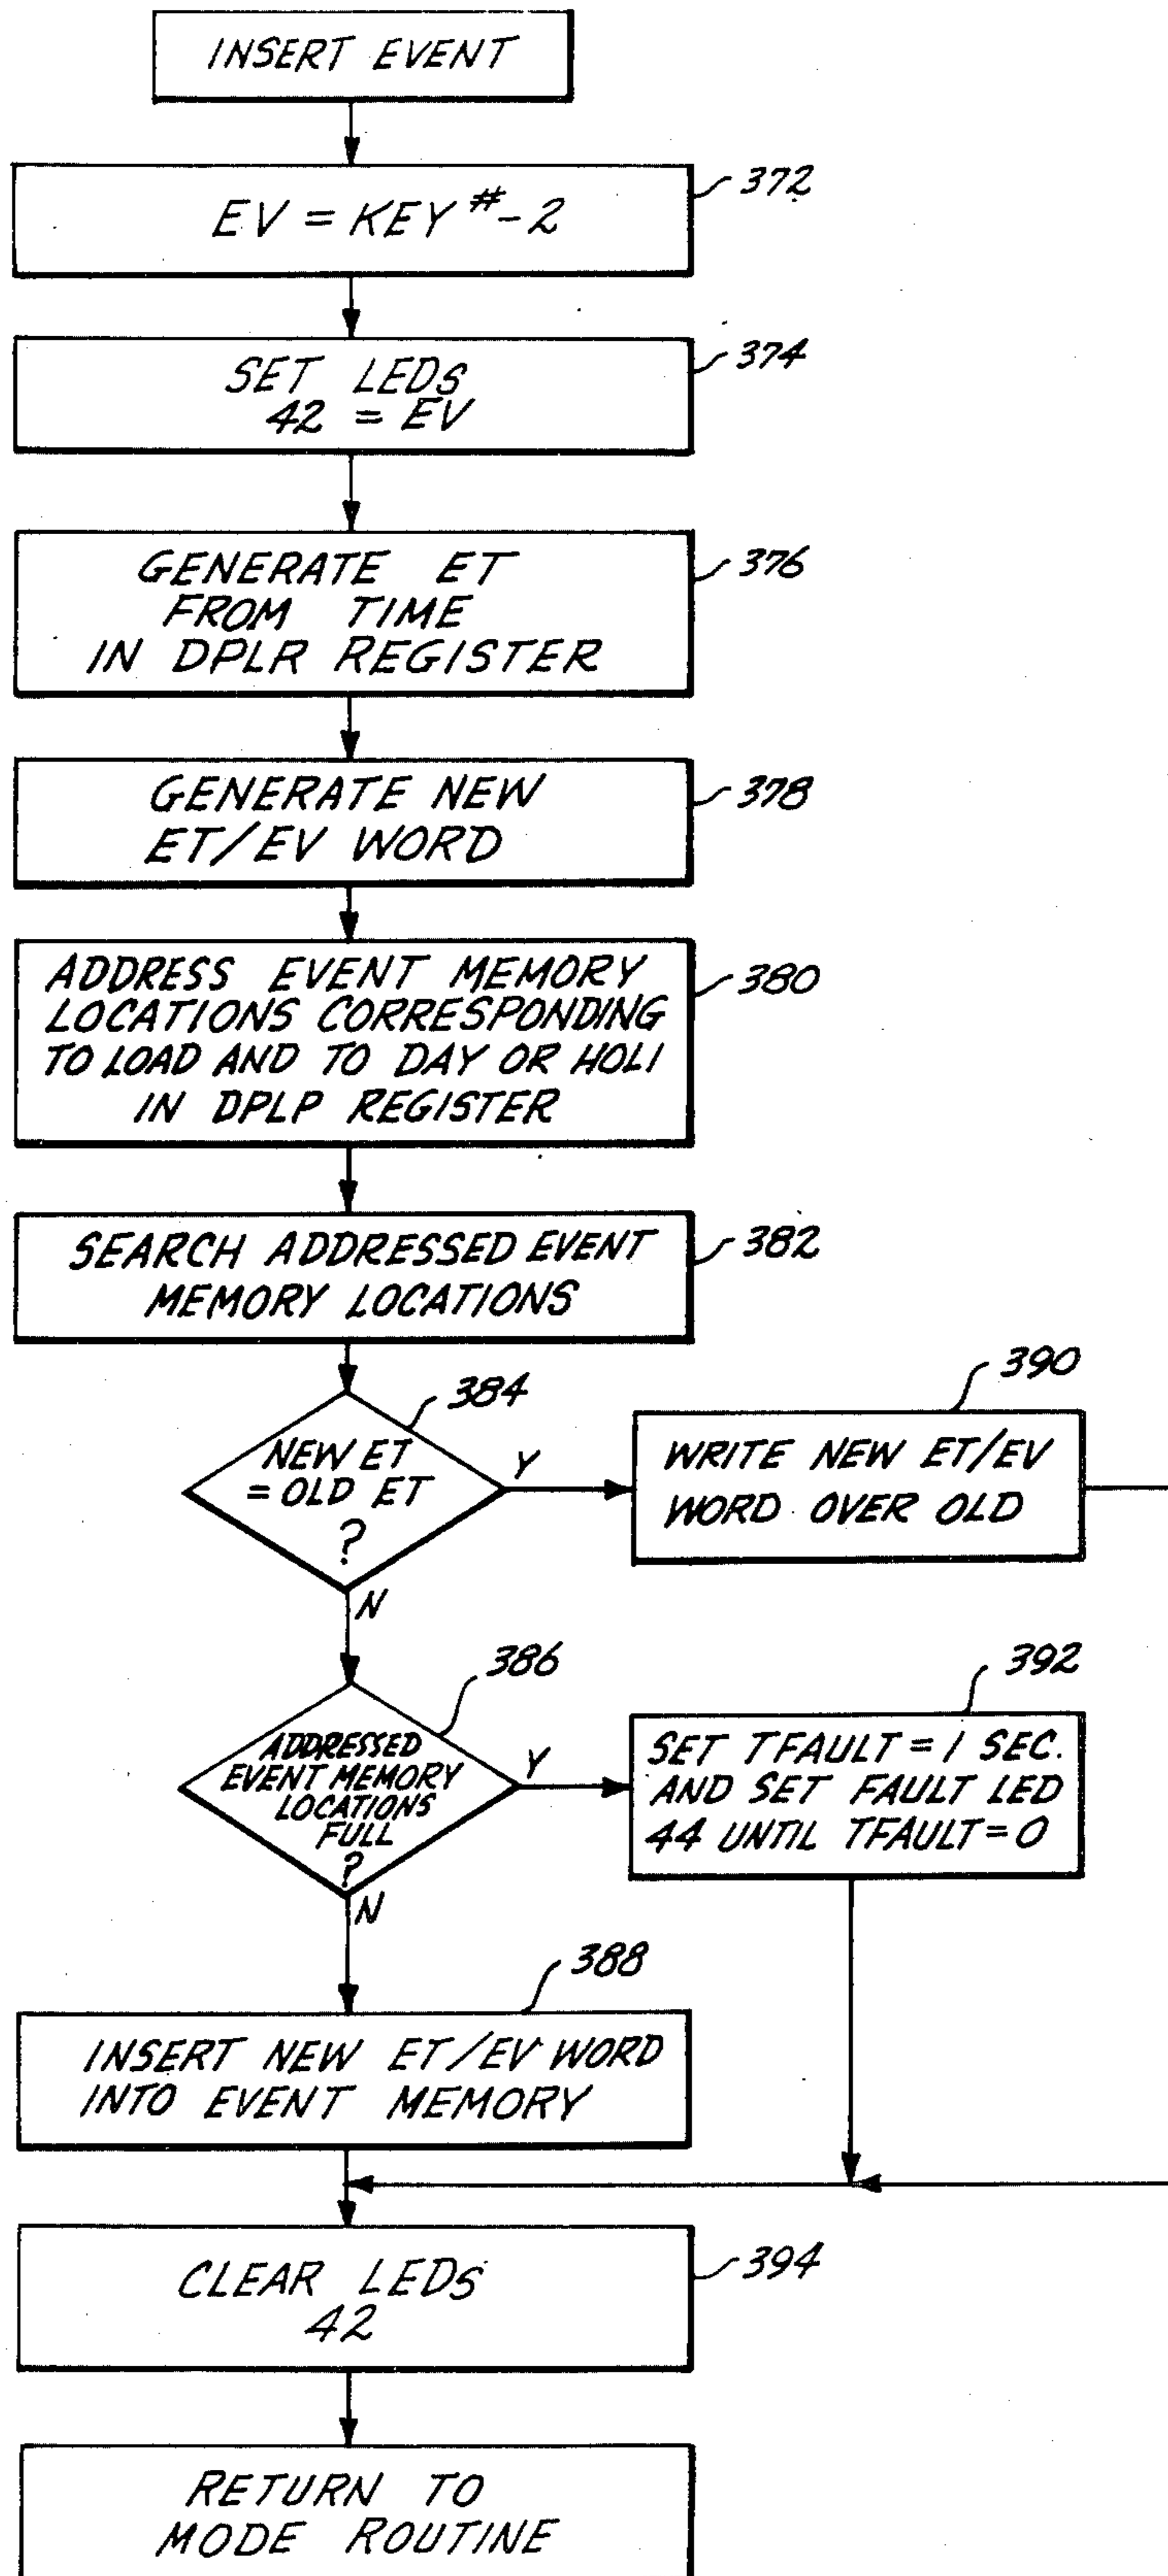 INSERT EVENT
372
EV = KEY #-2
374
SET LEDS
42 = EV
376
GENERATE ET
FROM TIME
IN DPLR REGISTER
378
GENERATE NEW
ET/EV WORD
380
ADDRESS EVENT MEMORY
LOCATIONS CORRESPONDING
TO LOAD AND TO DAY OR HOLI
IN DPLP REGISTER
382
SEARCH ADDRESSED EVENT
MEMORY LOCATIONS
384
NEW ET
= OLD ET
?
Y
N
390
WRITE NEW ET/EV
WORD OVER OLD
386
ADDRESSED
EVENT MEMORY
LOCATIONS
FULL
?
Y
N
392
SET TFAULT = 1 SEC.
AND SET FAULT LED
44 UNTIL TFAULT = 0
388
INSERT NEW ET/EV WORD
INTO EVENT MEMORY
394
CLEAR LEDS
42
RETURN TO
MODE ROUTINE